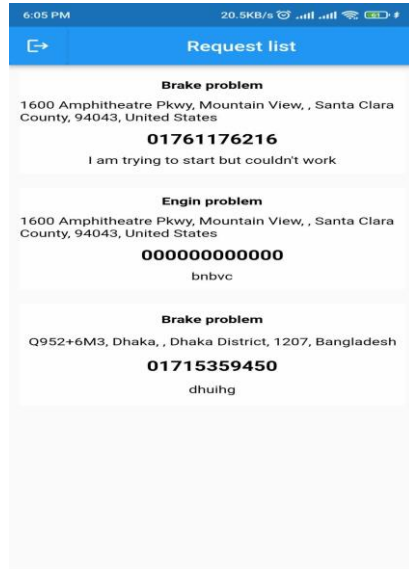 6:05 PM 20.5KB/s
Request list
Brake problem
1600 Amphitheatre Pkwy, Mountain View, , Santa Clara
County, 94043, United States
01761176216
I am trying to start but couldn't work
Engin problem
1600 Amphitheatre Pkwy, Mountain View, , Santa Clara
County, 94043, United States
000000000000
bnbvc
Brake problem
Q952+6M3, Dhaka, , Dhaka District, 1207, Bangladesh
01715359450
dhuihg